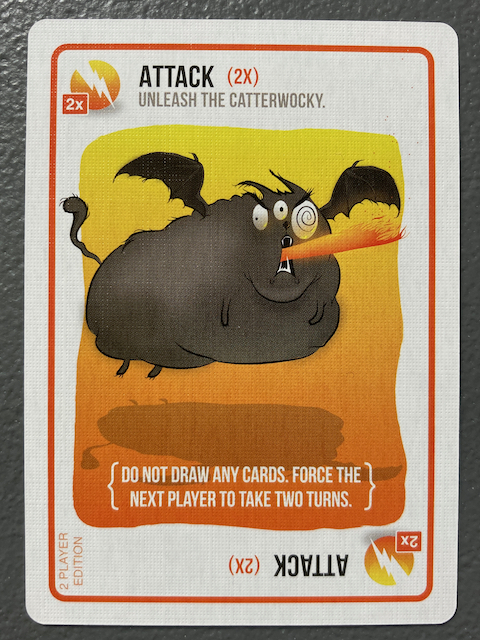 ATTACK (2X)
2x
UNLEASH THE CATTERWOCKY.
{DO NOT DRAW ANY CARDS. FORCE THE
NEXT PLAYER TO TAKE TWO TURNS.}
2 PLAYER
EDITION
2x
ATTACK (2X)